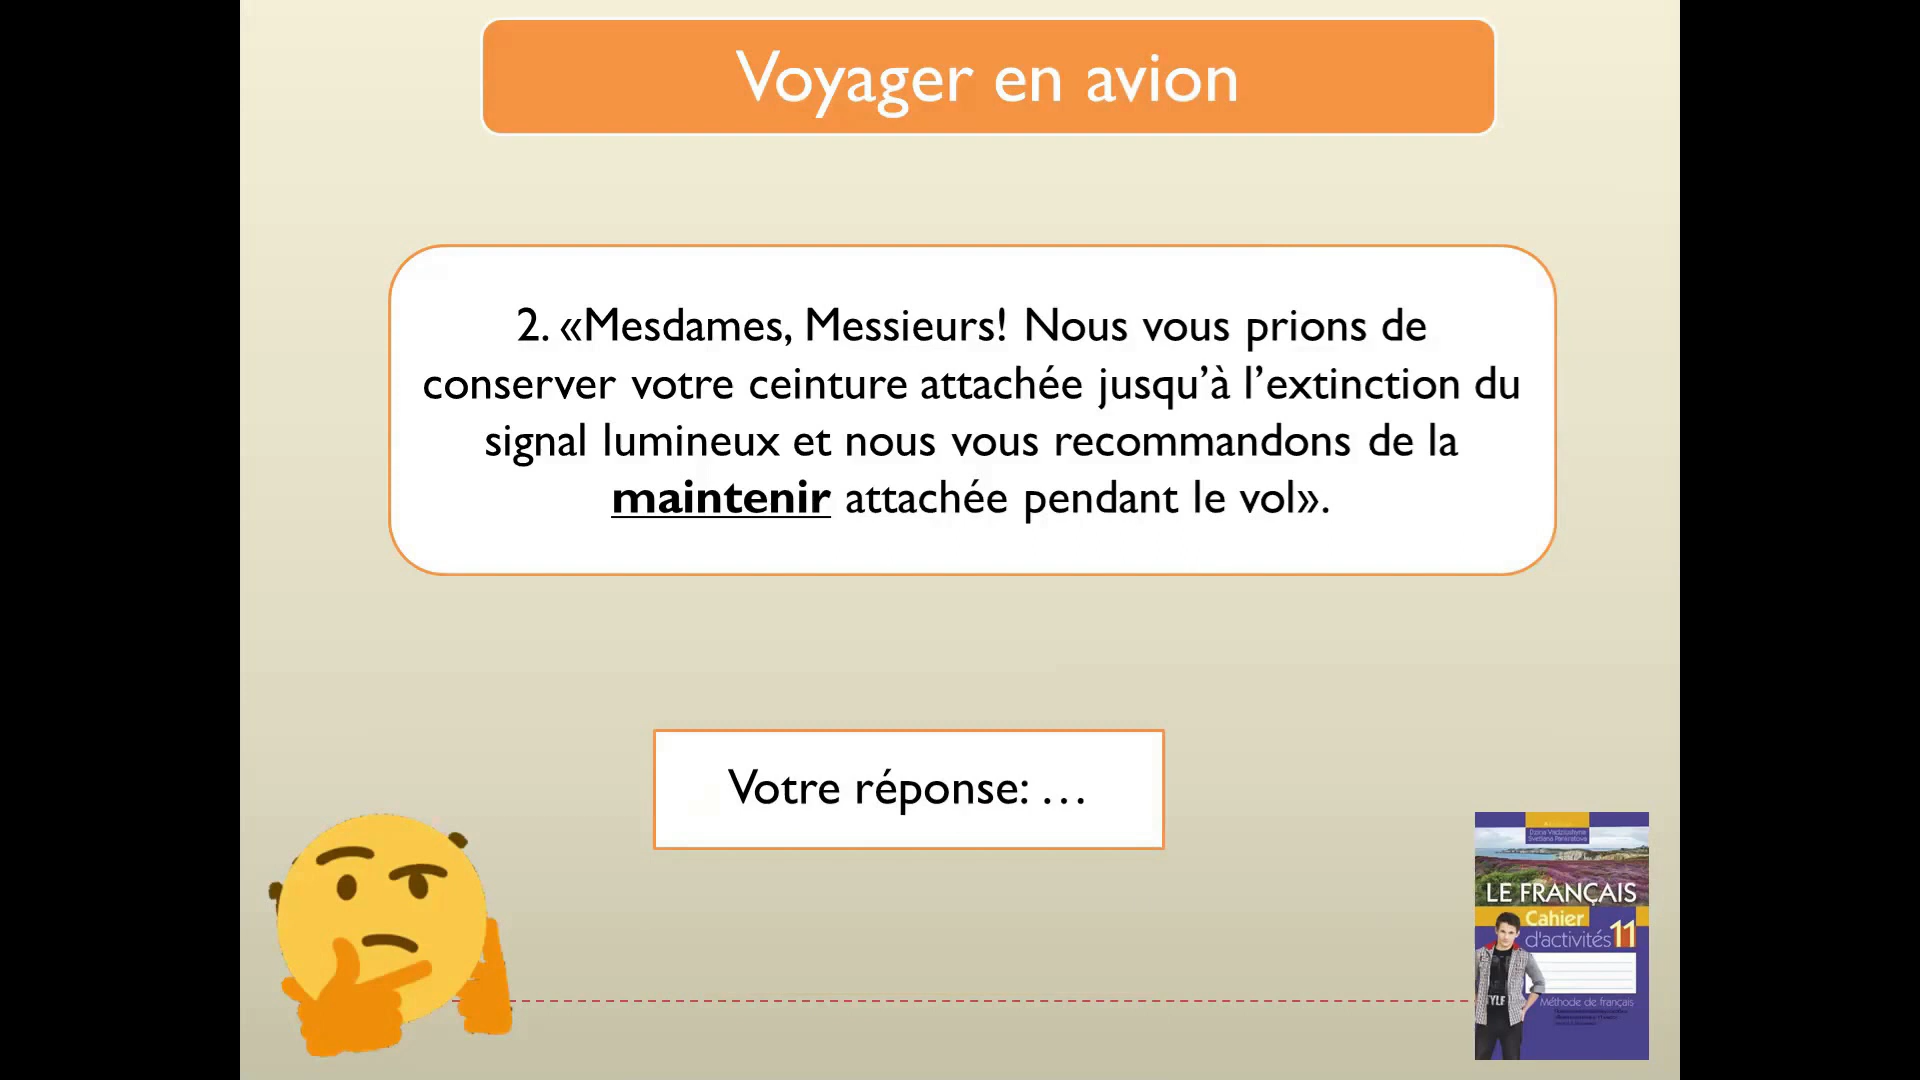 Voyager en avion
2. «Mesdames, Messieurs! Nous vous prions de
conserver votre ceinture attachée jusqu’à l’extinction du
signal lumineux et nous vous recommandons de la
maintenir attachée pendant le vol».
Votre réponse: …
LE FRANÇAIS
Cahier
d'activités 11
Méthode de français